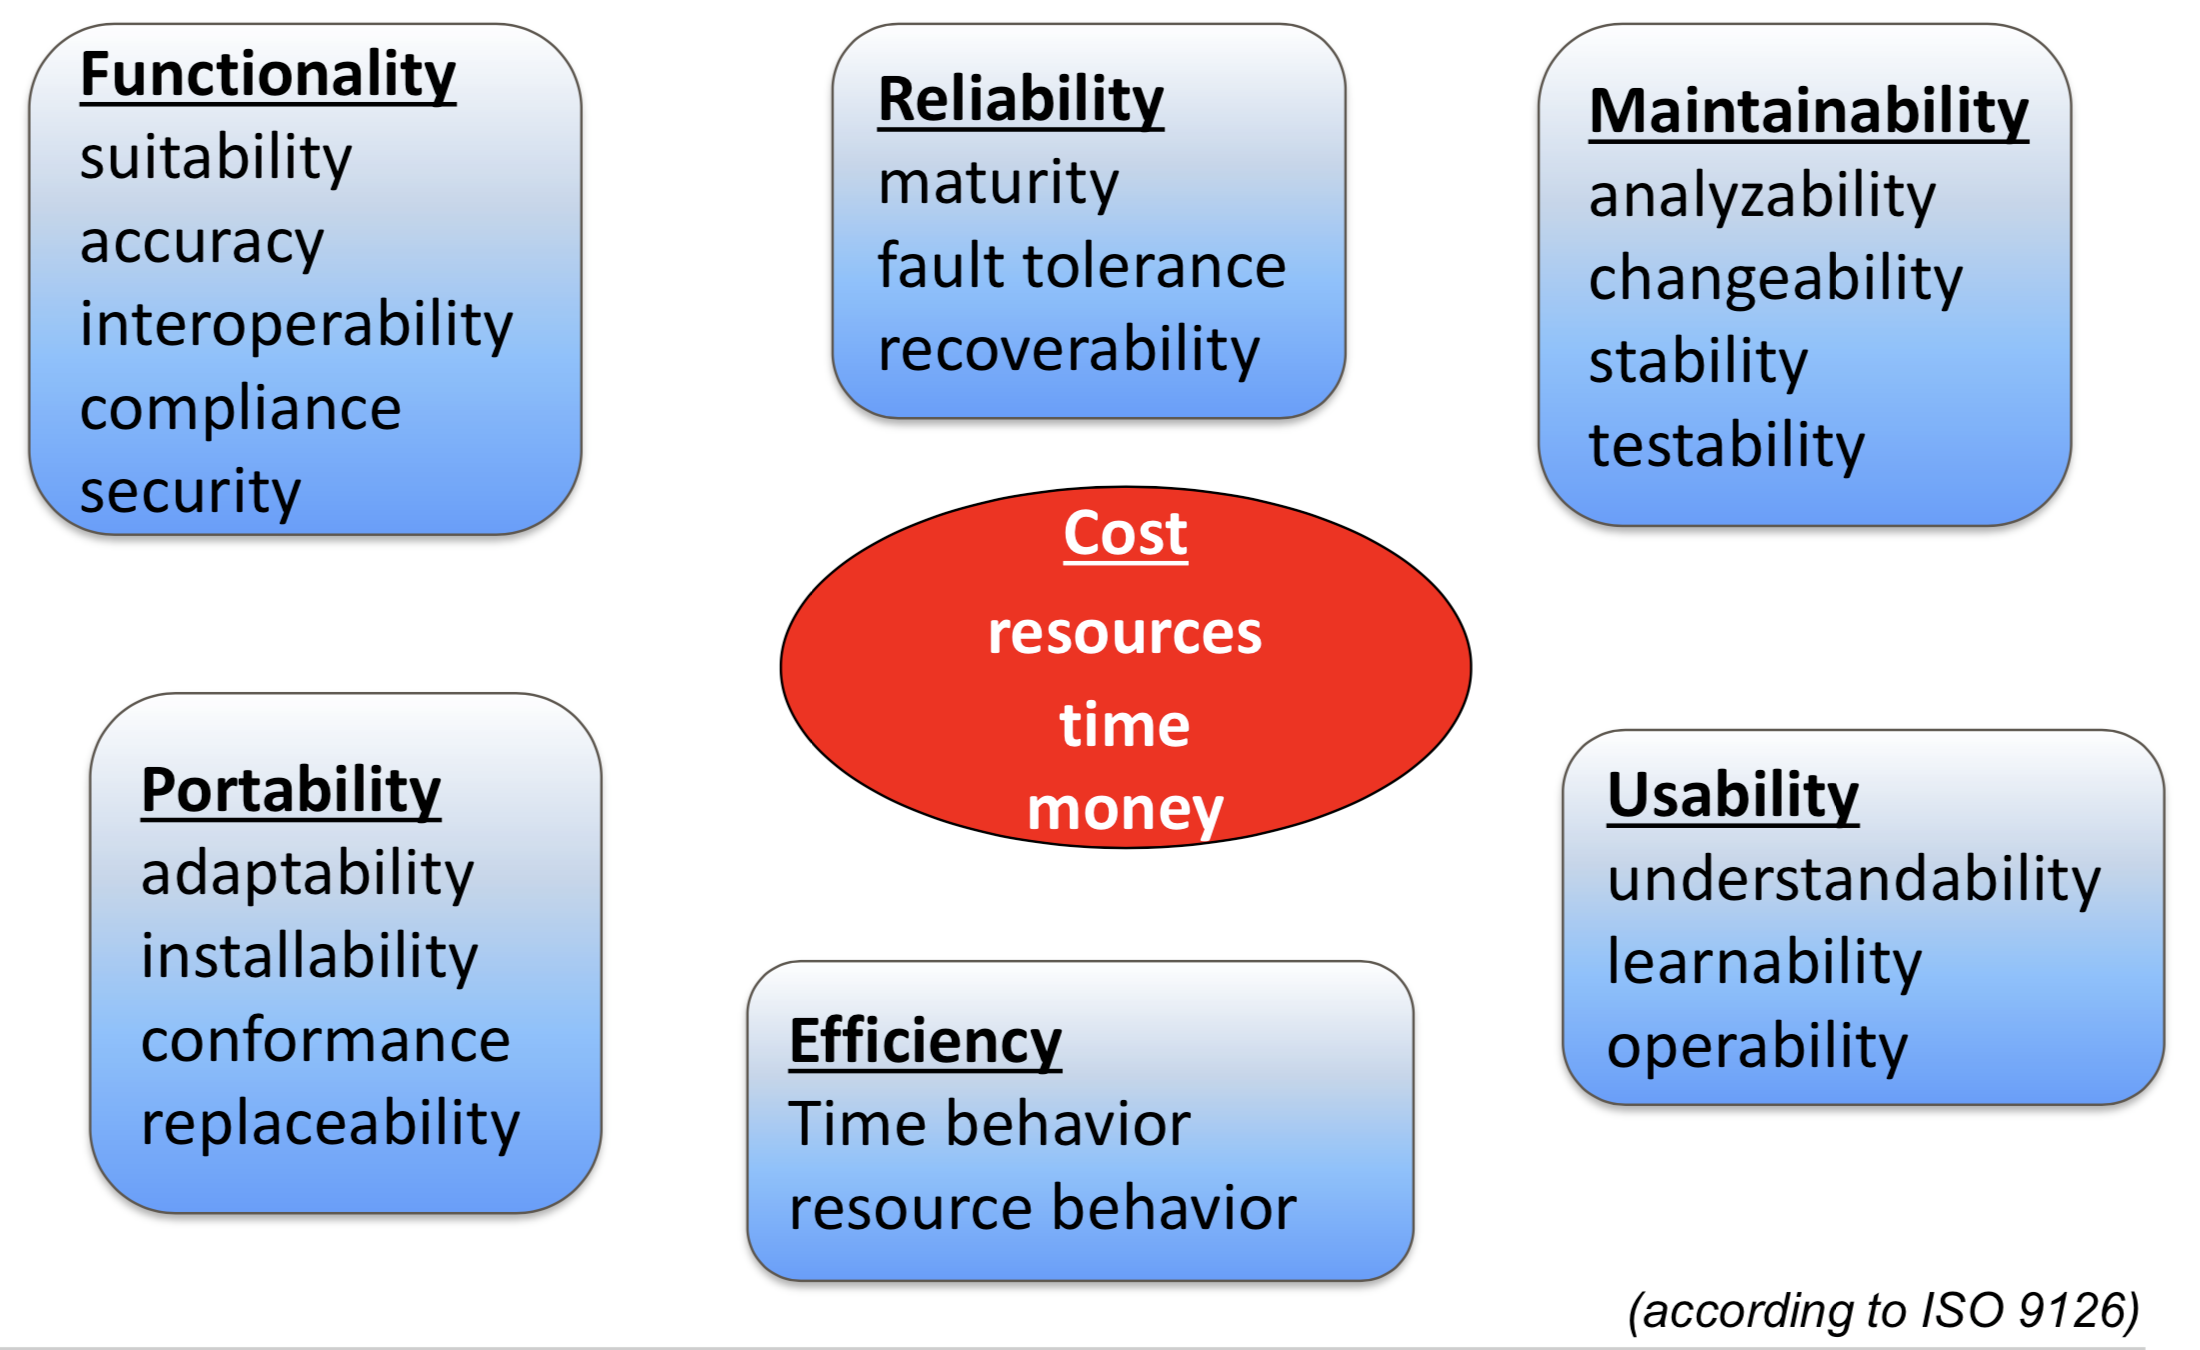 Functionality
suitability
accuracy
interoperability
compliance
security
Reliability
maturity
fault tolerance
recoverability
Maintainability
analyzability
changeability
stability
testability
Cost
resources
time
money
Portability
adaptability
installability
conformance
replaceability
Efficiency
Time behavior
resource behavior
Usability
understandability
learnability
operability
(according to ISO 9126)